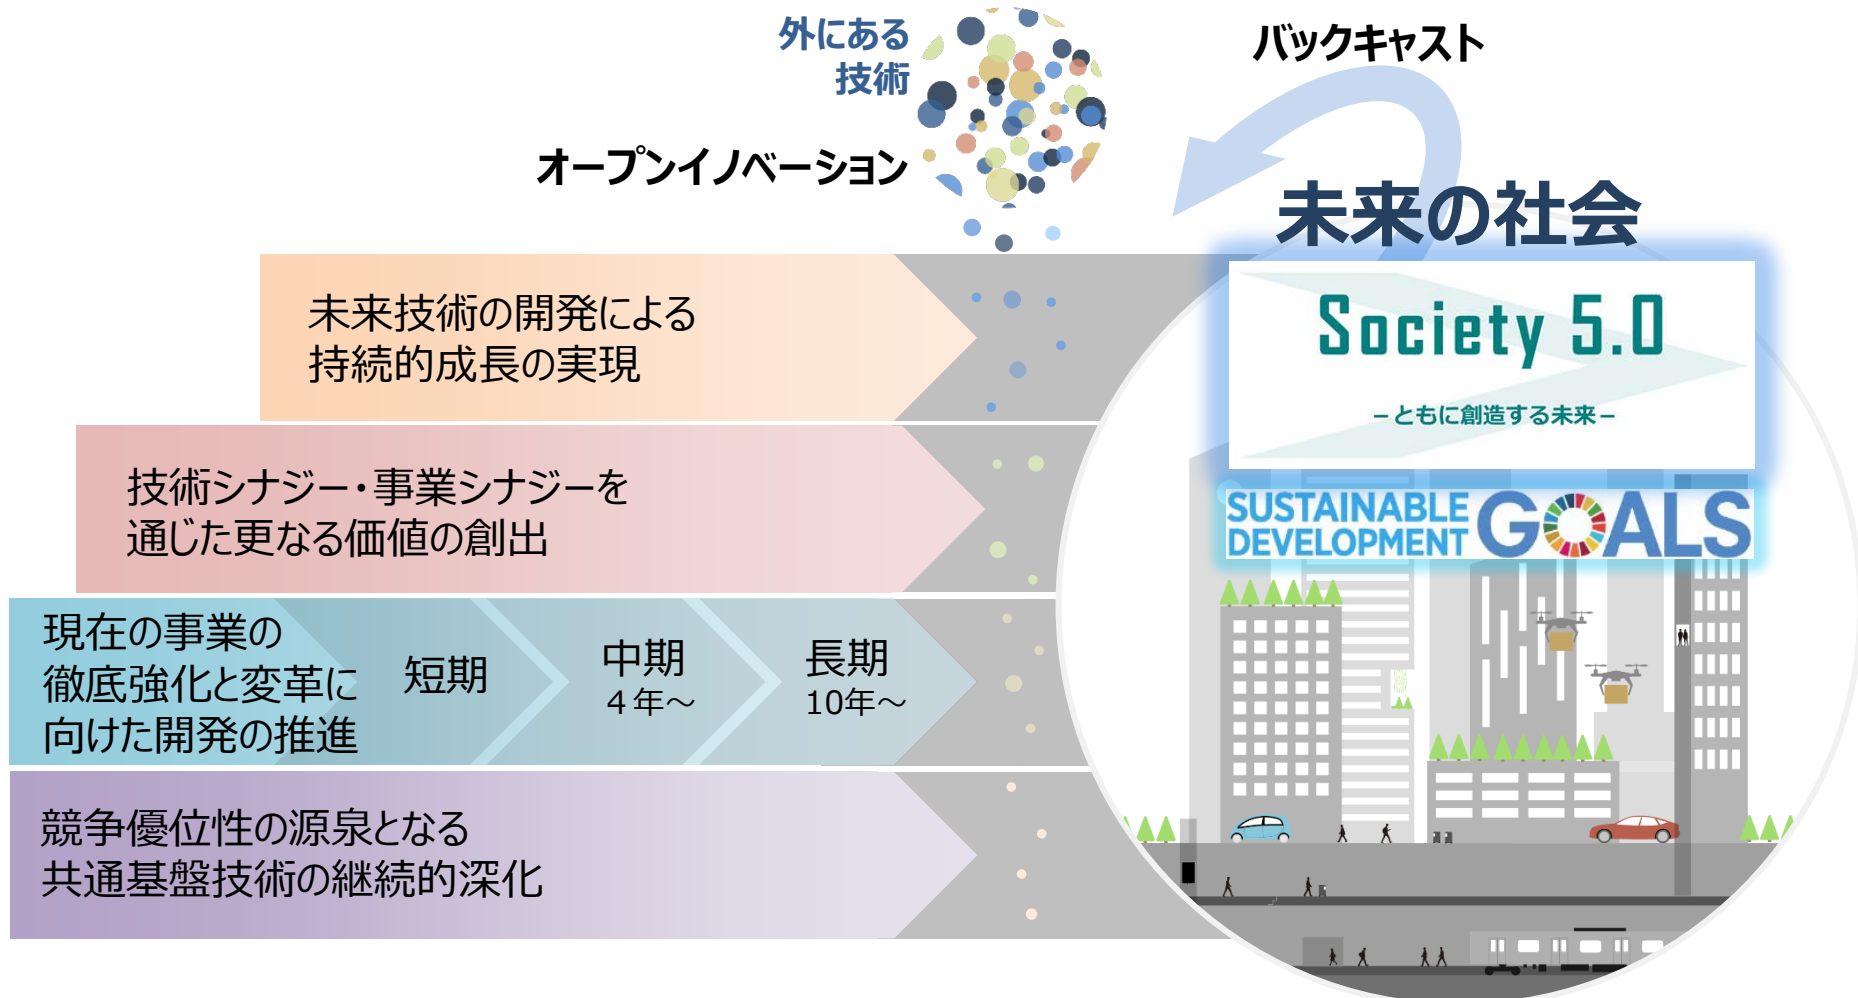 外にある
技術
バックキャスト
オープンイノベーション
未来の社会
未来技術の開発による
持続的成長の実現
Society 5.0
－ともに創造する未来－
技術シナジー・事業シナジーを
通じた更なる価値の創出
SUSTAINABLE
DEVELOPMENT
GOALS
現在の事業の
徹底強化と変革に
向けた開発の推進
短期
中期
４年～
長期
10年～
競争優位性の源泉となる
共通基盤技術の継続的深化